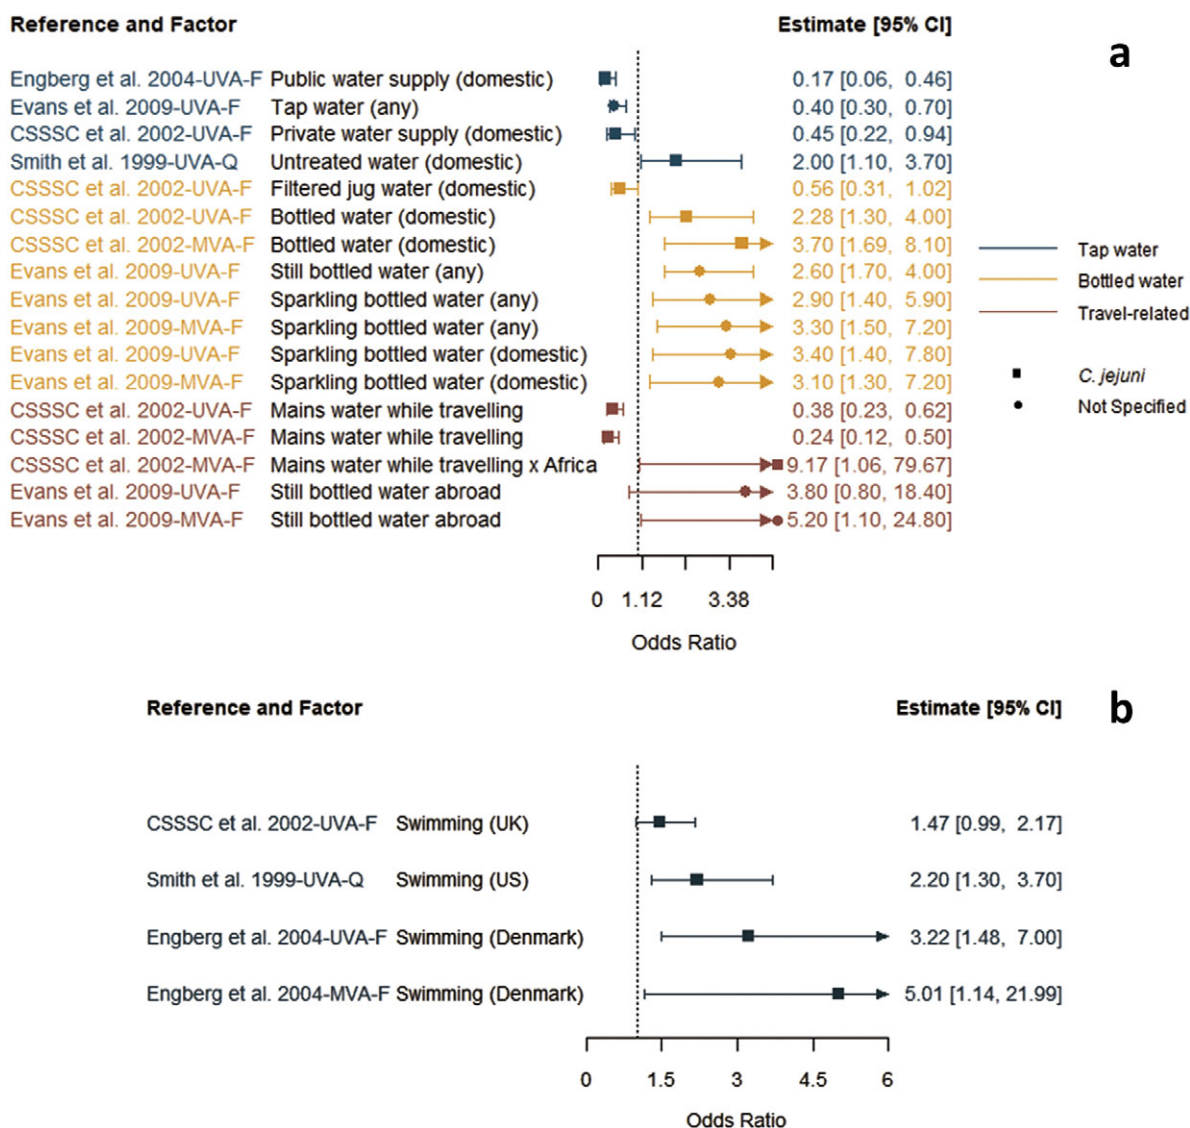 Reference and Factor Estimate [95% CI] a
Engberg et al. 2004-UVA-F Public water supply (domestic) 0.17 [0.06, 0.46]
Evans et al. 2009-UVA-F Tap water (any) 0.40 [0.30, 0.70]
CSSSC et al. 2002-UVA-F Private water supply (domestic) 0.45 [0.22, 0.94]
Smith et al. 1999-UVA-Q Untreated water (domestic) 2.00 [1.10, 3.70]
CSSSC et al. 2002-UVA-F Filtered jug water (domestic) 0.56 [0.31, 1.02]
CSSSC et al. 2002-UVA-F Bottled water (domestic) 2.28 [1.30, 4.00]
CSSSC et al. 2002-MVA-F Bottled water (domestic) 3.70 [1.69, 8.10]
Evans et al. 2009-UVA-F Still bottled water (any) 2.60 [1.70, 4.00]
Evans et al. 2009-UVA-F Sparkling bottled water (any) 2.90 [1.40, 5.90]
Evans et al. 2009-MVA-F Sparkling bottled water (any) 3.30 [1.50, 7.20]
Evans et al. 2009-UVA-F Sparkling bottled water (domestic) 3.40 [1.40, 7.80]
Evans et al. 2009-MVA-F Sparkling bottled water (domestic) 3.10 [1.30, 7.20]
CSSSC et al. 2002-UVA-F Mains water while travelling 0.38 [0.23, 0.62]
CSSSC et al. 2002-MVA-F Mains water while travelling 0.24 [0.12, 0.50]
CSSSC et al. 2002-MVA-F Mains water while travelling x Africa 9.17 [1.06, 79.67]
Evans et al. 2009-UVA-F Still bottled water abroad 3.80 [0.80, 18.40]
Evans et al. 2009-MVA-F Still bottled water abroad 5.20 [1.10, 24.80]
Tap water
Bottled water
Travel-related
C. jejuni
Not Specified
0 1.12 3.38
Odds Ratio
Reference and Factor Estimate [95% CI] b
CSSSC et al. 2002-UVA-F Swimming (UK) 1.47 [0.99, 2.17]
Smith et al. 1999-UVA-Q Swimming (US) 2.20 [1.30, 3.70]
Engberg et al. 2004-UVA-F Swimming (Denmark) 3.22 [1.48, 7.00]
Engberg et al. 2004-MVA-F Swimming (Denmark) 5.01 [1.14, 21.99]
0 1.5 3 4.5 6
Odds Ratio